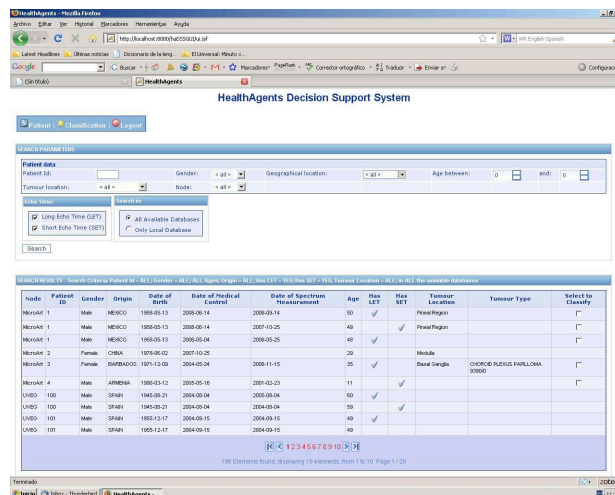 HealthAgents - Mozilla Firefox
Archivo Editar Ver Historial Marcadores Herramientas Ayuda
http://localhost:8080/haDSSGUI/ui.jsf
WR English-Spanish
Latest Headlines Últimas noticias Diccionario de la leng... El Universal: Minuto x...
Google Buscar Marcadores PageRank Corrector ortográfico Traducir Enviar a
(Sin título) HealthAgents
HealthAgents Decision Support System
Patient | Classification | Logout
SEARCH PARAMETERS
Patient data
Patient Id: Gender: < all > Geographical location: < all > Age between: 0 and: 0
Tumour location: < all > Node: < all >
Echo Time: Search in:
Long Echo Time (LET) All Available Databases
Short Echo Time (SET) Only Local Database
Search
SEARCH RESULTS - Search Criteria: Patient Id = ALL; Gender = ALL; ALL Ages; Origin = ALL; Has LET = YES; Has SET = YES; Tumour Location = ALL; in ALL the available databases
Node Patient ID Gender Origin Date of Birth Date of Medical Control Date of Spectrum Measurement Age Has LET Has SET Tumour Location Tumour Type Select to Classify
MicroArt 1 Male MEXICO 1958-05-13 2008-06-14 2008-09-14 50 Pineal Region
MicroArt 1 Male MEXICO 1958-05-13 2008-06-14 2007-10-25 49 Pineal Region
MicroArt 1 Male MEXICO 1958-05-13 2006-05-04 2006-05-25 48
MicroArt 2 Female CHINA 1978-06-02 2007-10-25 29 Medulla
MicroArt 3 Female BARBADOS 1971-12-09 2004-05-24 2006-11-15 35 Basal Ganglia CHOROID PLEXUS PAPILLOMA 9390/0
MicroArt 4 Male ARMENIA 1990-03-12 2005-05-16 2001-02-23 11
UVEG 100 Male SPAIN 1945-08-21 2004-08-04 2005-08-04 60
UVEG 100 Male SPAIN 1945-08-21 2004-08-04 2004-08-04 59
UVEG 101 Male SPAIN 1955-12-17 2004-09-15 2004-09-15 49
UVEG 101 Male SPAIN 1955-12-17 2004-09-15 2004-09-15 49
1 2 3 4 5 6 7 8 9 10
196 Elements found, displaying 10 elements, from 1 to 10. Page 1 / 20
Terminado
Inicio Inbox - Thunderbird HealthAgents -